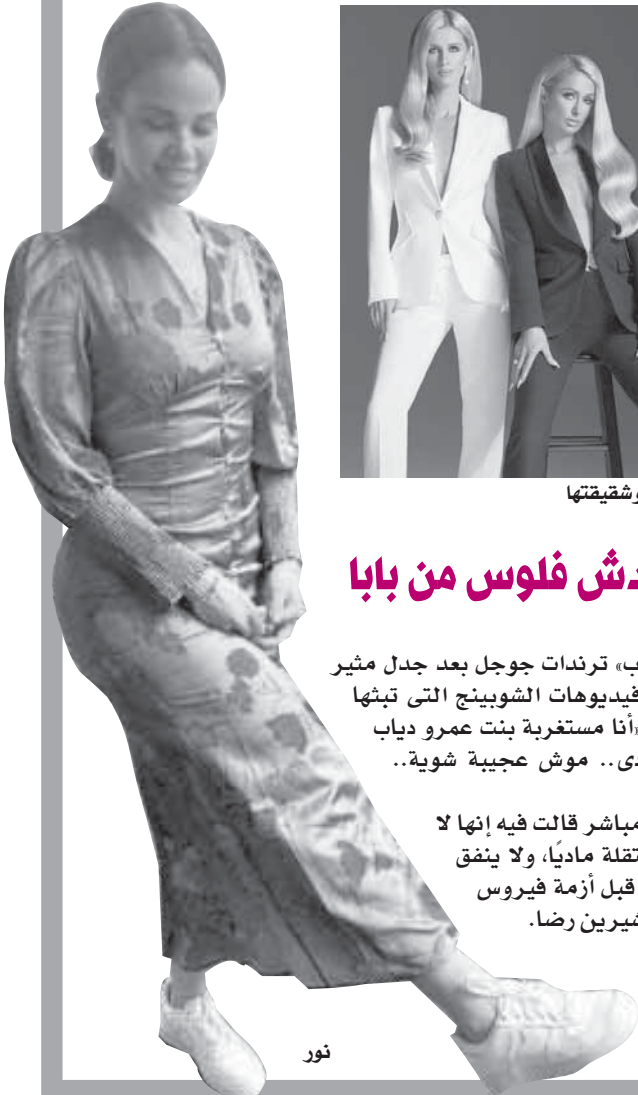 وشقيقتها
دش فلوس من بابا
ب» ترندات جوجل بعد جدل مثير
فيديوهات الشوبينج التى تبثها
«أنا مستغربة بنت عمرو دياب
دى.. موش عجيبة شوية..
مباشر قالت فيه إنها لا
تقلة ماديًا، ولا ينفق
قبل أزمة فيروس
شيرين رضا.
نور